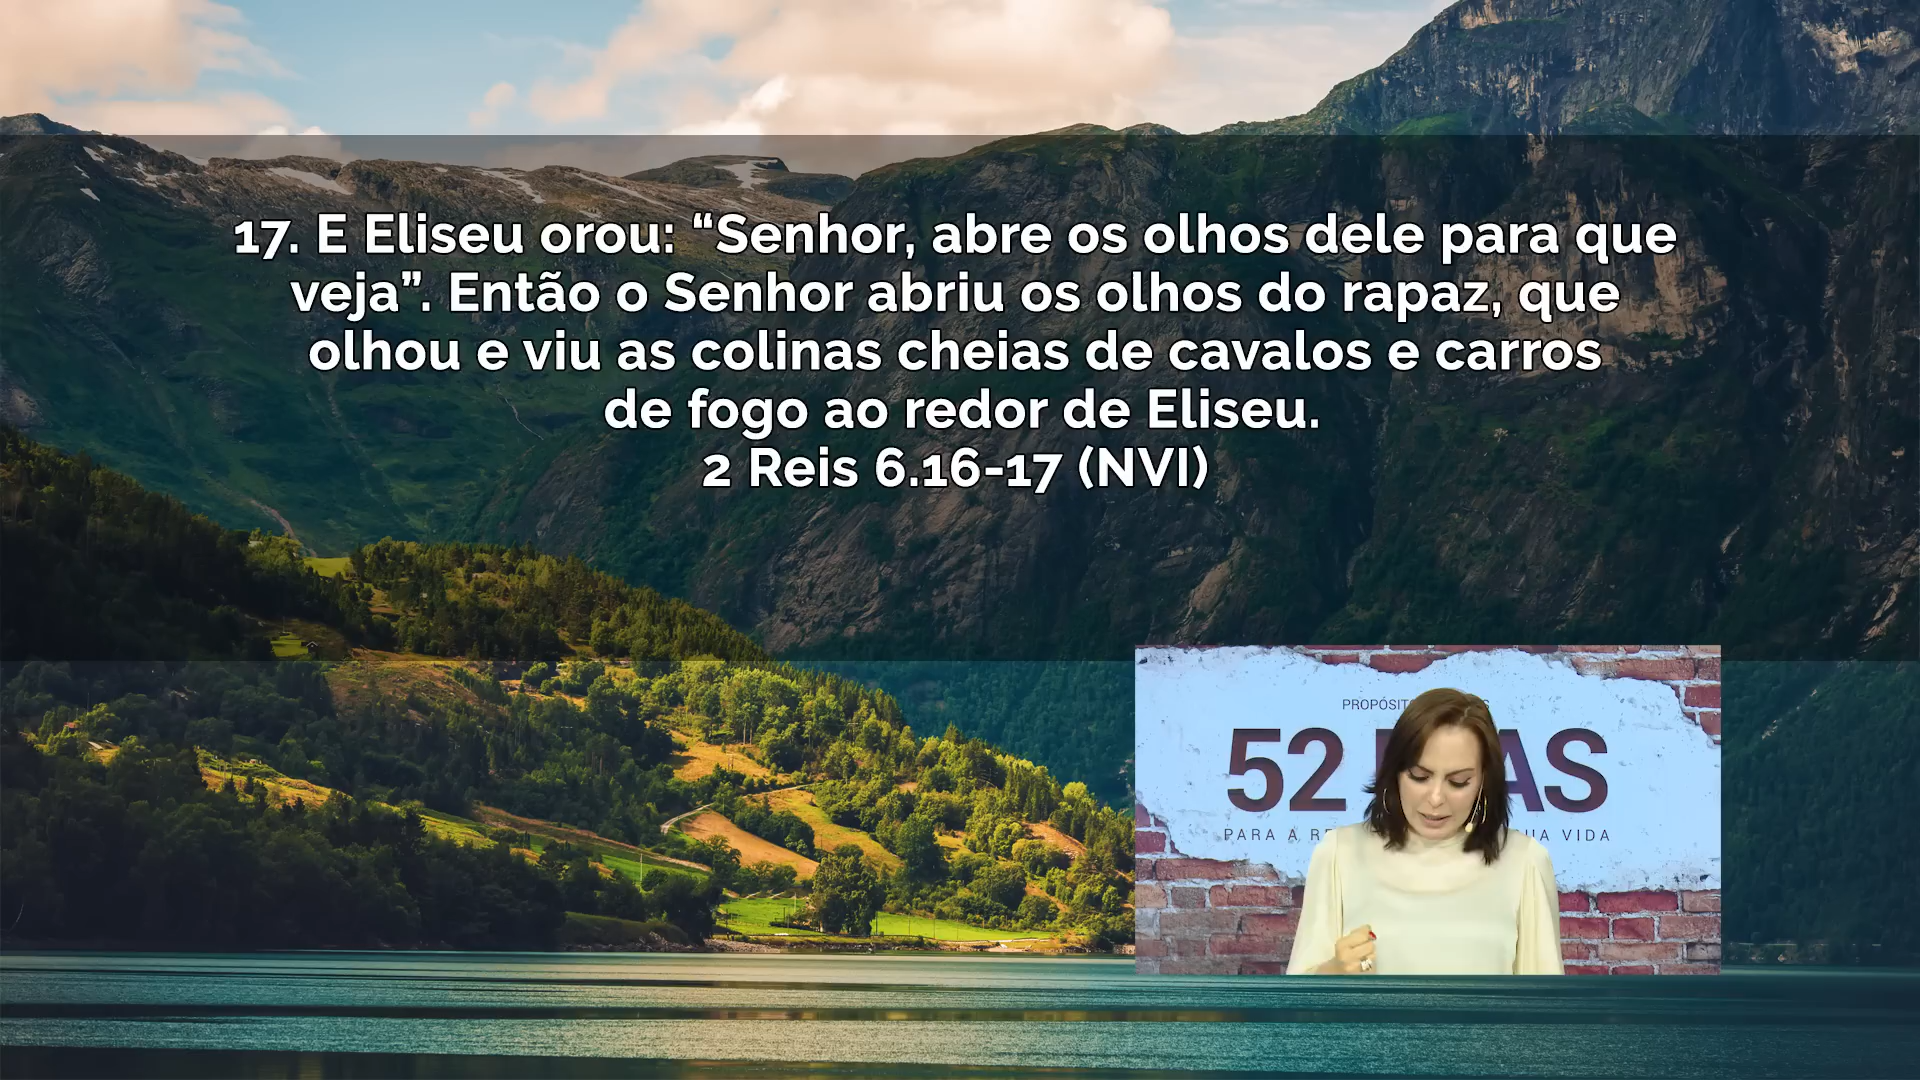 17. E Eliseu orou: “Senhor, abre os olhos dele para que
veja”. Então o Senhor abriu os olhos do rapaz, que
olhou e viu as colinas cheias de cavalos e carros
de fogo ao redor de Eliseu.
2 Reis 6.16-17 (NVI)
52
PARA A VIDA